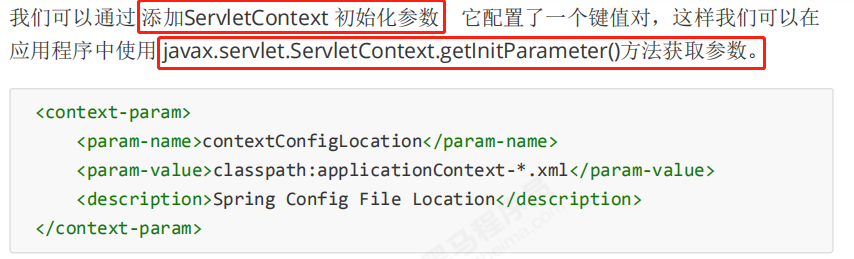 我们可以通过 添加ServletContext 初始化参数 它配置了一个键值对，这样我们可以在
应用程序中使用 javax.servlet.ServletContext.getInitParameter()方法获取参数。
<context-param>
<param-name>contextConfigLocation</param-name>
<param-value>classpath:applicationContext-*.xml</param-value>
<description>Spring Config File Location</description>
</context-param>